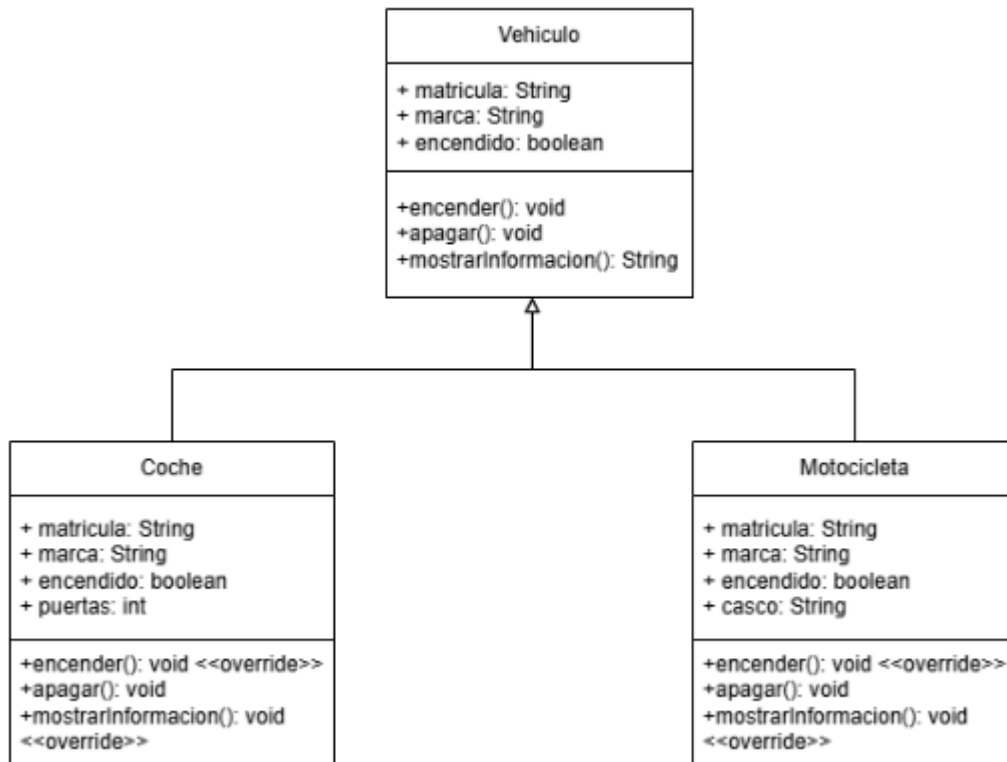 Vehiculo
+ matricula: String
+ marca: String
+ encendido: boolean
+encender(): void
+apagar(): void
+mostrarInformacion(): String
Coche
+ matricula: String
+ marca: String
+ encendido: boolean
+ puertas: int
+encender(): void <<override>>
+apagar(): void
+mostrarInformacion(): void
<<override>>
Motocicleta
+ matricula: String
+ marca: String
+ encendido: boolean
+ casco: String
+encender(): void <<override>>
+apagar(): void
+mostrarInformacion(): void
<<override>>